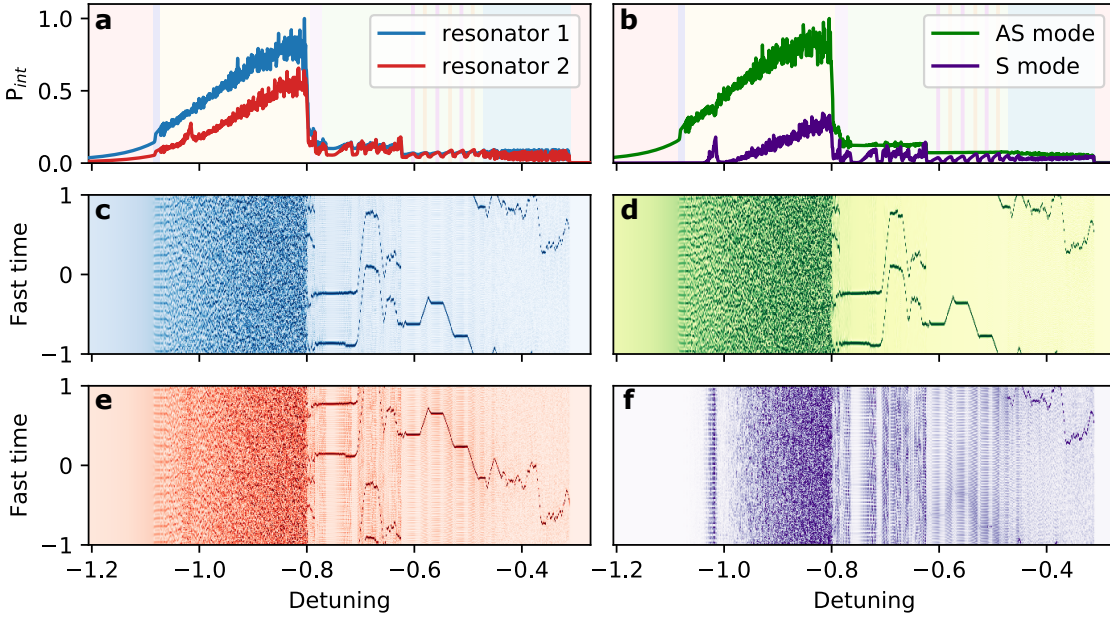 a
b
P_int
1.0
0.5
0.0
resonator 1
resonator 2
AS mode
S mode
c
d
Fast time
1
0
−1
e
f
Fast time
1
0
−1
−1.2 −1.0 −0.8 −0.6 −0.4
−1.2 −1.0 −0.8 −0.6 −0.4
Detuning
Detuning